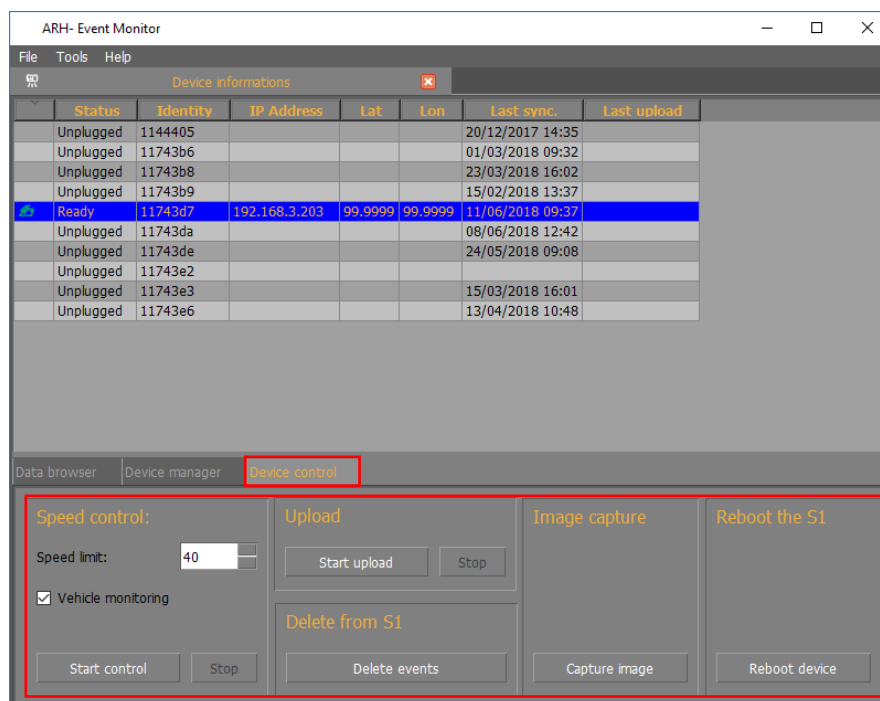 ARH- Event Monitor
File Tools Help
Device informations
Status Identity IP Address Lat Lon Last sync. Last upload
Unplugged 1144405 20/12/2017 14:35
Unplugged 11743b6 01/03/2018 09:32
Unplugged 11743b8 23/03/2018 16:02
Unplugged 11743b9 15/02/2018 13:37
Ready 11743d7 192.168.3.203 99.9999 99.9999 11/06/2018 09:37
Unplugged 11743da 08/06/2018 12:42
Unplugged 11743de 24/05/2018 09:08
Unplugged 11743e2
Unplugged 11743e3 15/03/2018 16:01
Unplugged 11743e6 13/04/2018 10:48
Data browser Device manager Device control
Speed control: Upload Image capture Reboot the S1
Speed limit: 40 Start upload Stop
Vehicle monitoring
Delete from S1
Start control Stop Delete events Capture image Reboot device